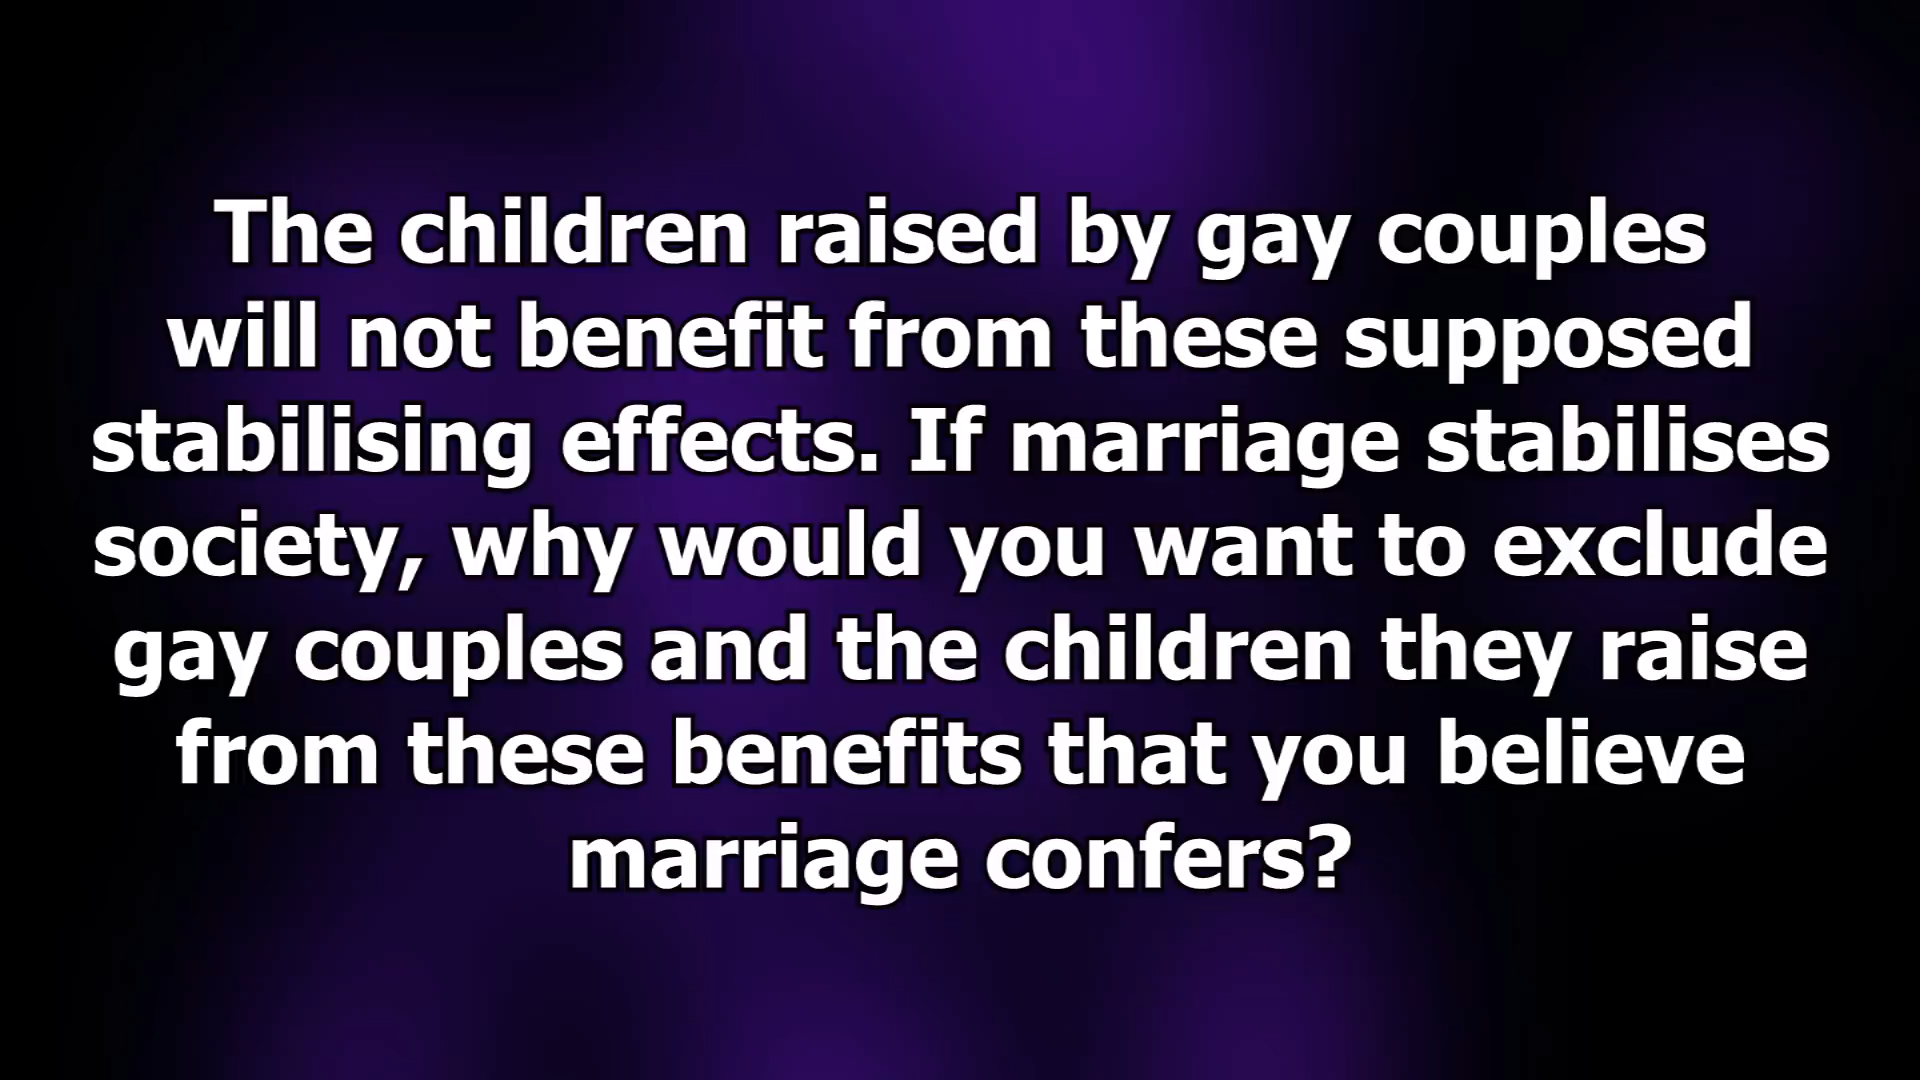 The children raised by gay couples
will not benefit from these supposed
stabilising effects. If marriage stabilises
society, why would you want to exclude
gay couples and the children they raise
from these benefits that you believe
marriage confers?